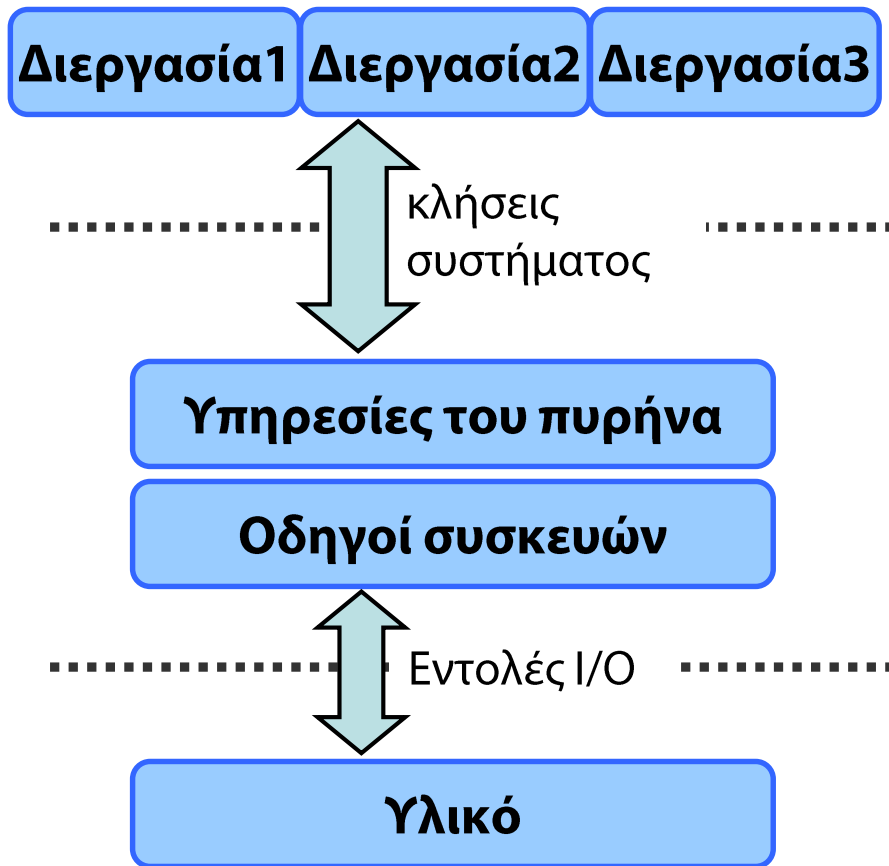 Διεργασία1 Διεργασία2 Διεργασία3
κλήσεις
συστήματος
Υπηρεσίες του πυρήνα
Οδηγοί συσκευών
Εντολές I/O
Υλικό